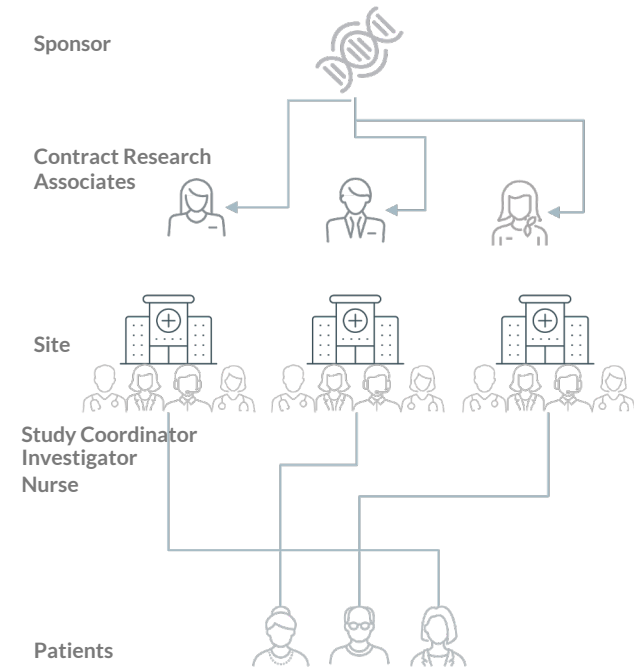 Sponsor
Contract Research
Associates
Site
Study Coordinator
Investigator
Nurse
Patients